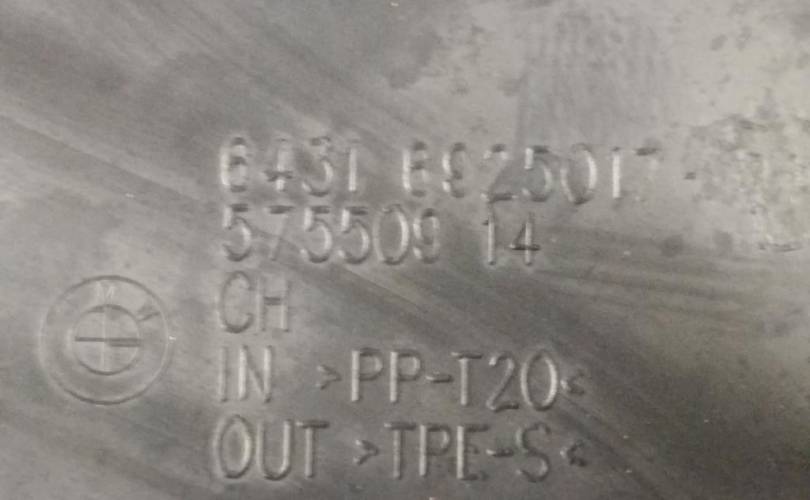 6431 6925017
575509 14
CH
IN >PP-T20<
OUT >TPE-S<